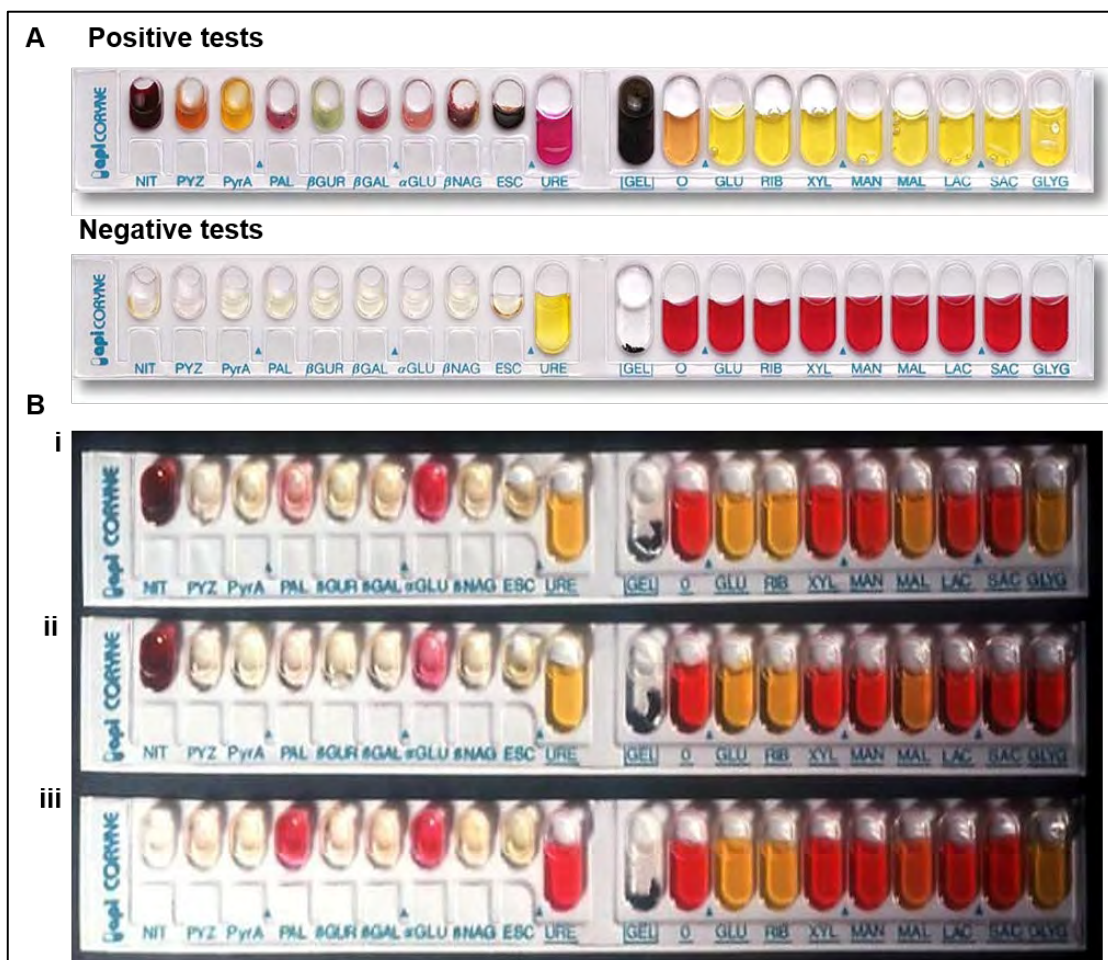 A Positive tests
api CORYNE
NIT PYZ PyrA PAL βGUR βGAL αGLU βNAG ESC URE |GEL| O GLU RIB XYL MAN MAL LAC SAC GLYG
Negative tests
api CORYNE
NIT PYZ PyrA PAL βGUR βGAL αGLU βNAG ESC URE |GEL| O GLU RIB XYL MAN MAL LAC SAC GLYG
B
i
api CORYNE
NIT PYZ PyrA PAL βGUR βGAL αGLU βNAG ESC URE |GEL| O GLU RIB XYL MAN MAL LAC SAC GLYG
ii
api CORYNE
NIT PYZ PyrA PAL βGUR βGAL αGLU βNAG ESC URE |GEL| O GLU RIB XYL MAN MAL LAC SAC GLYG
iii
api CORYNE
NIT PYZ PyrA PAL βGUR βGAL αGLU βNAG ESC URE |GEL| O GLU RIB XYL MAN MAL LAC SAC GLYG